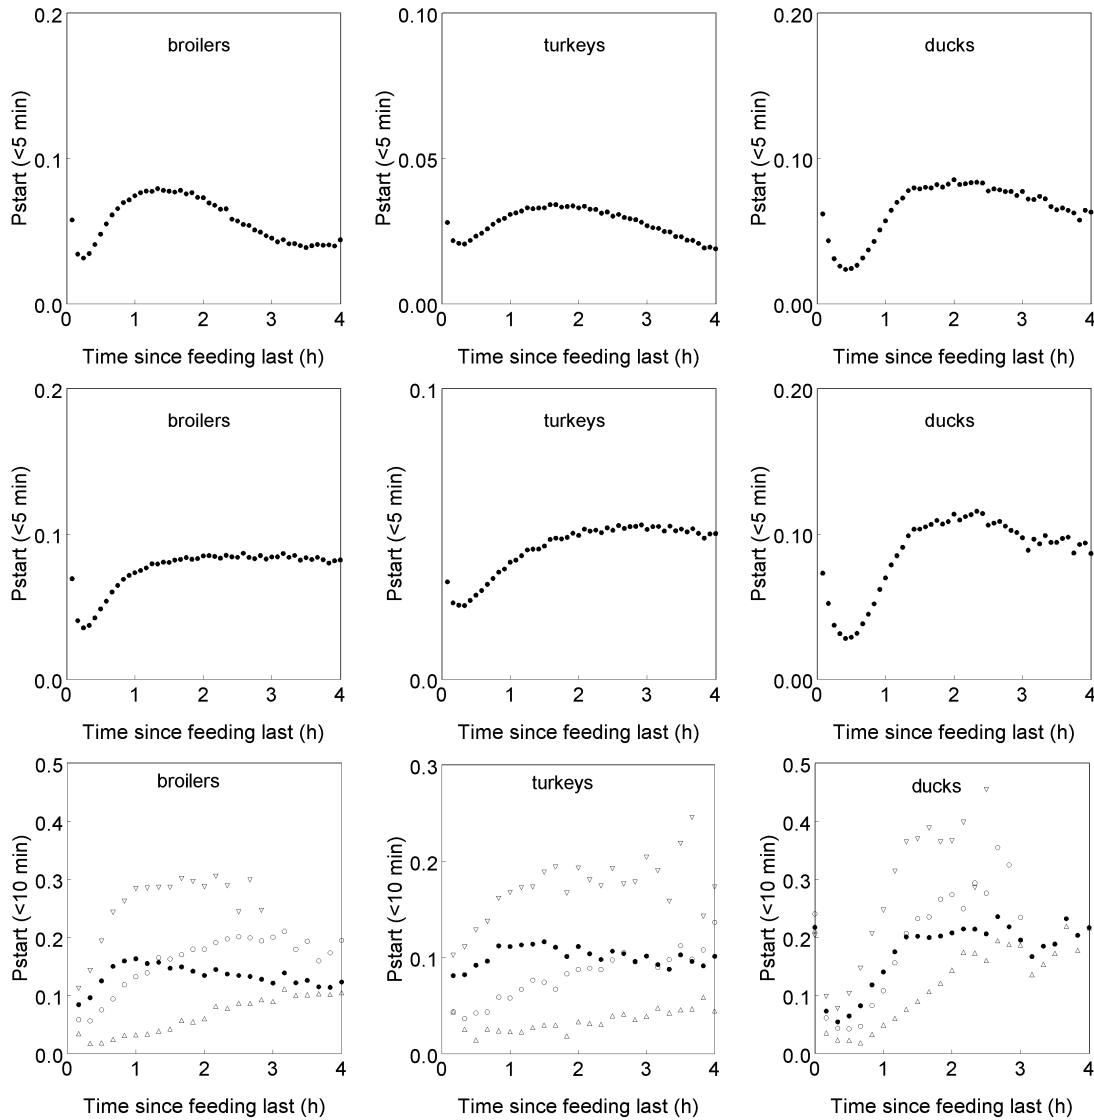 broilers
Pstart (<5 min)
0.2
0.1
0.0
0 1 2 3 4
Time since feeding last (h)
turkeys
Pstart (<5 min)
0.10
0.05
0.00
0 1 2 3 4
Time since feeding last (h)
ducks
Pstart (<5 min)
0.20
0.10
0.00
0 1 2 3 4
Time since feeding last (h)
broilers
Pstart (<5 min)
0.2
0.1
0.0
0 1 2 3 4
Time since feeding last (h)
turkeys
Pstart (<5 min)
0.1
0.0
0 1 2 3 4
Time since feeding last (h)
ducks
Pstart (<5 min)
0.20
0.10
0.00
0 1 2 3 4
Time since feeding last (h)
broilers
Pstart (<10 min)
0.5
0.4
0.3
0.2
0.1
0.0
0 1 2 3 4
Time since feeding last (h)
turkeys
Pstart (<10 min)
0.3
0.2
0.1
0.0
0 1 2 3 4
Time since feeding last (h)
ducks
Pstart (<10 min)
0.5
0.4
0.3
0.2
0.1
0.0
0 1 2 3 4
Time since feeding last (h)